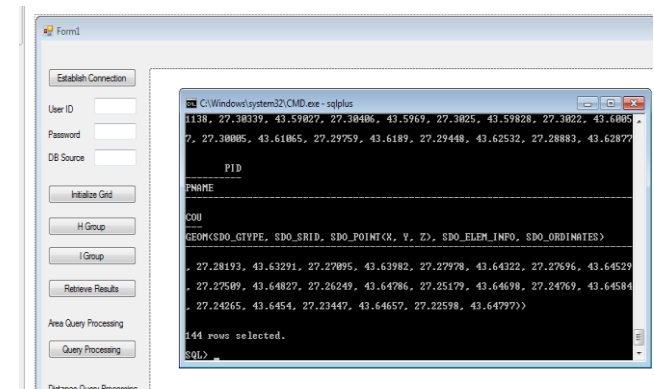 Form1
Establish Connection
User ID
Password
DB Source
Initialize Grid
H Group
I Group
Retrieve Results
Area Query Processing
Query Processing
Distance Query Processing
C:\Windows\system32\CMD.exe - sqlplus
1138, 27.30339, 43.59027, 27.30406, 43.5969, 27.3025, 43.59828, 27.3022, 43.6005
7, 27.30005, 43.61065, 27.29759, 43.6189, 27.29448, 43.62532, 27.28883, 43.62877
PID
----------
PNAME
COU
---
GEOM(SDO_GTYPE, SDO_SRID, SDO_POINT(X, Y, Z), SDO_ELEM_INFO, SDO_ORDINATES)
, 27.28193, 43.63291, 27.27095, 43.63982, 27.27978, 43.64322, 27.27696, 43.64529
, 27.27509, 43.64827, 27.26249, 43.64786, 27.25179, 43.64698, 27.24769, 43.64584
, 27.24265, 43.6454, 27.23447, 43.64657, 27.22598, 43.64797))
144 rows selected.
SQL> _